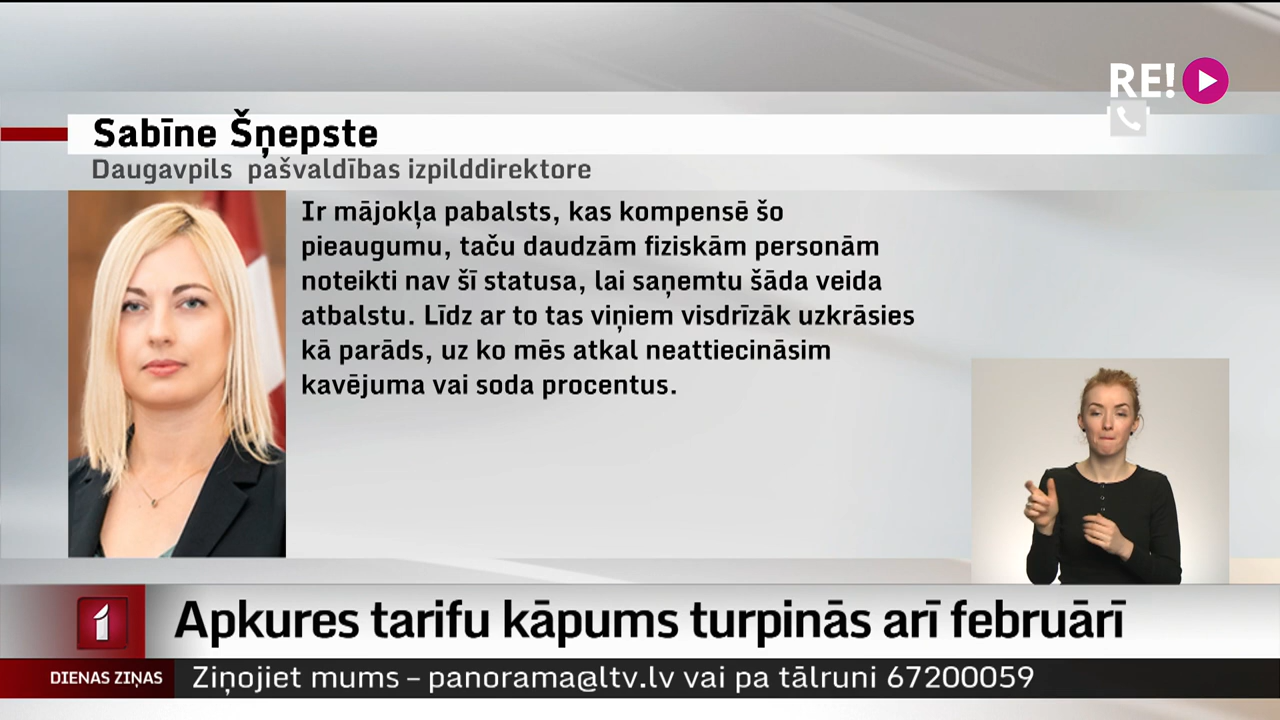 RE!
Sabīne Šņepste
Daugavpils pašvaldības izpilddirektore
Ir mājokļa pabalsts, kas kompensē šo
pieaugumu, taču daudzām fiziskām personām
noteikti nav šī statusa, lai saņemtu šāda veida
atbalstu. Līdz ar to tas viņiem visdrīzāk uzkrāsies
kā parāds, uz ko mēs atkal neattiecināsim
kavējuma vai soda procentus.
1
Apkures tarifu kāpums turpinās arī februārī
DIENAS ZIŅAS
Ziņojiet mums – panorama@ltv.lv vai pa tālruni 67200059